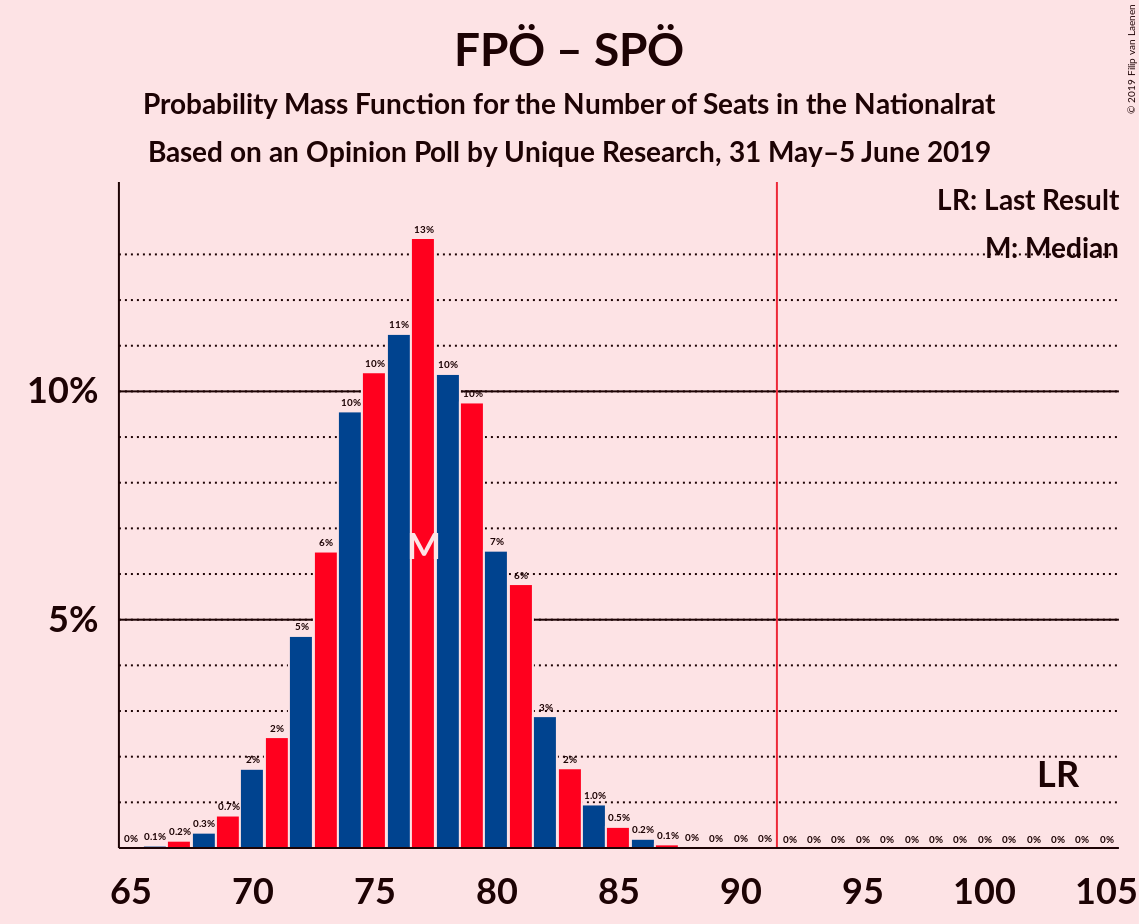 FPÖ – SPÖ
Probability Mass Function for the Number of Seats in the Nationalrat
Based on an Opinion Poll by Unique Research, 31 May–5 June 2019
© 2019 Filip van Laenen
LR: Last Result
M: Median
10%
5%
0% 0.1% 0.2% 0.3% 0.7% 2% 2% 5% 6% 10% 10% 11% 13% 10% 10% 7% 6% 3% 2% 1.0% 0.5% 0.2% 0.1% 0% 0% 0% 0% 0% 0% 0% 0% 0% 0% 0% 0% 0% 0% 0% 0% 0% 0%
M
LR
65 70 75 80 85 90 95 100 105